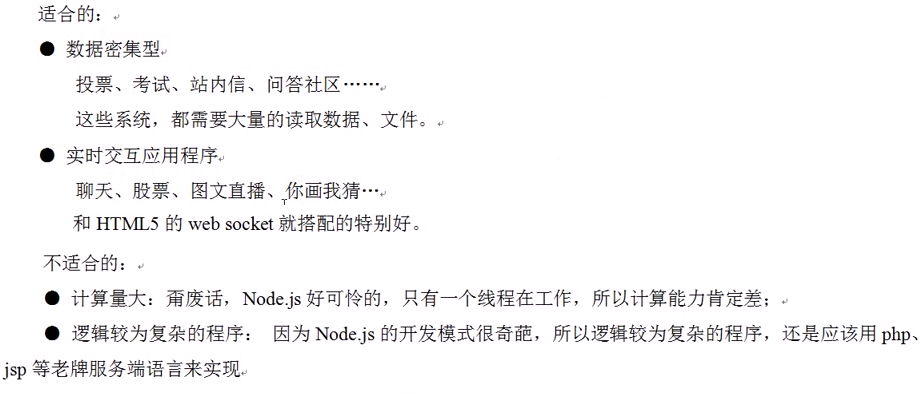 适合的：
● 数据密集型
投票、考试、站内信、问答社区……
这些系统，都需要大量的读取数据、文件。
● 实时交互应用程序
聊天、股票、图文直播、你画我猜…
和 HTML5 的 web socket 就搭配的特别好。
不适合的：
● 计算量大：甭废话，Node.js 好可怜的，只有一个线程在工作，所以计算能力肯定差；
● 逻辑较为复杂的程序： 因为 Node.js 的开发模式很奇葩，所以逻辑较为复杂的程序，还是应该用 php、
jsp 等老牌服务端语言来实现